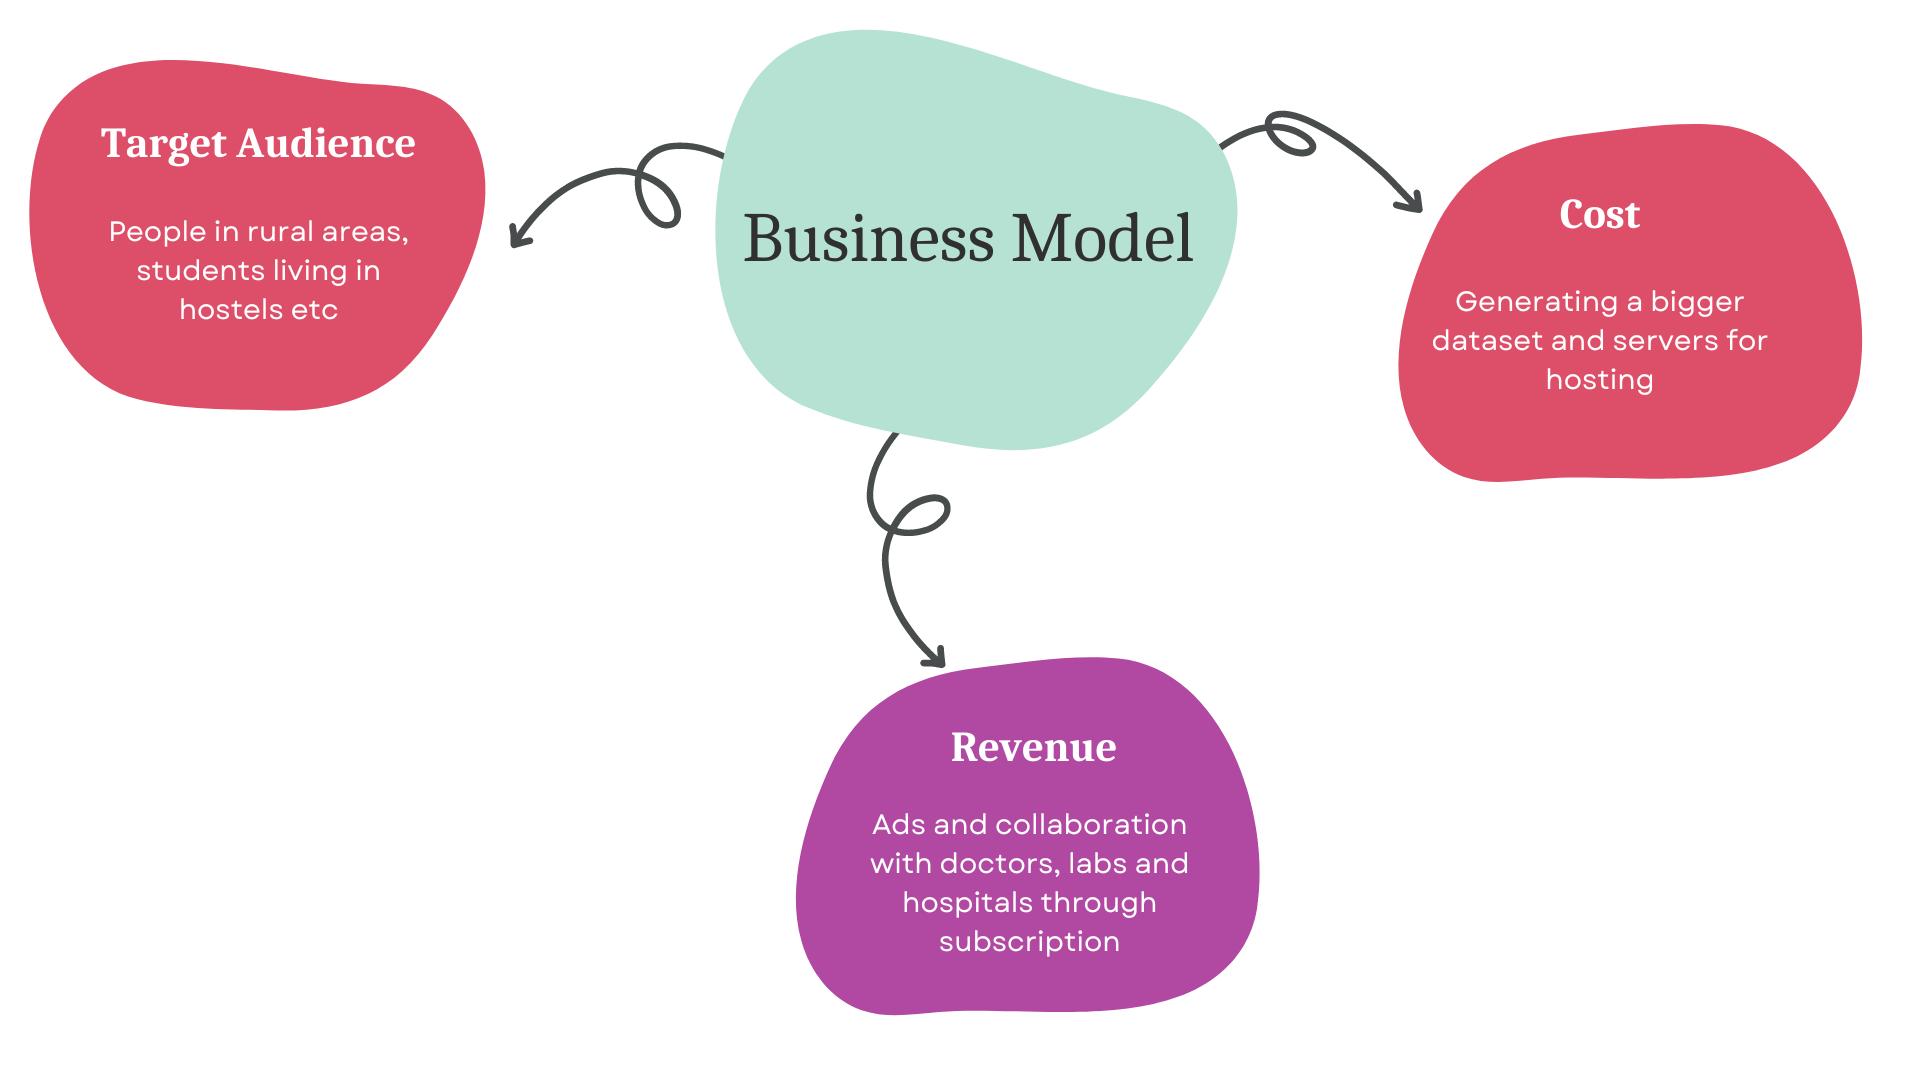 Business Model
Target Audience
People in rural areas,
students living in
hostels etc
Cost
Generating a bigger
dataset and servers for
hosting
Revenue
Ads and collaboration
with doctors, labs and
hospitals through
subscription